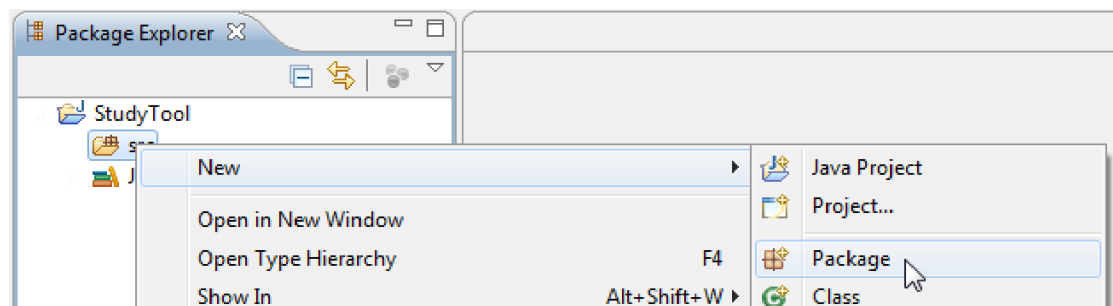 Package Explorer
StudyTool
New
Java Project
Project...
Open in New Window
Open Type Hierarchy F4
Package
Show In Alt+Shift+W
Class